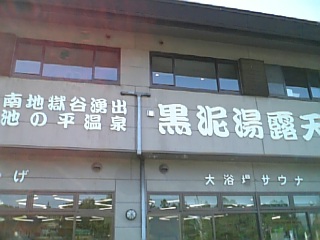 南地獄谷湧出
池の平温泉
黒泥湯露天
げ
大浴場サウナ